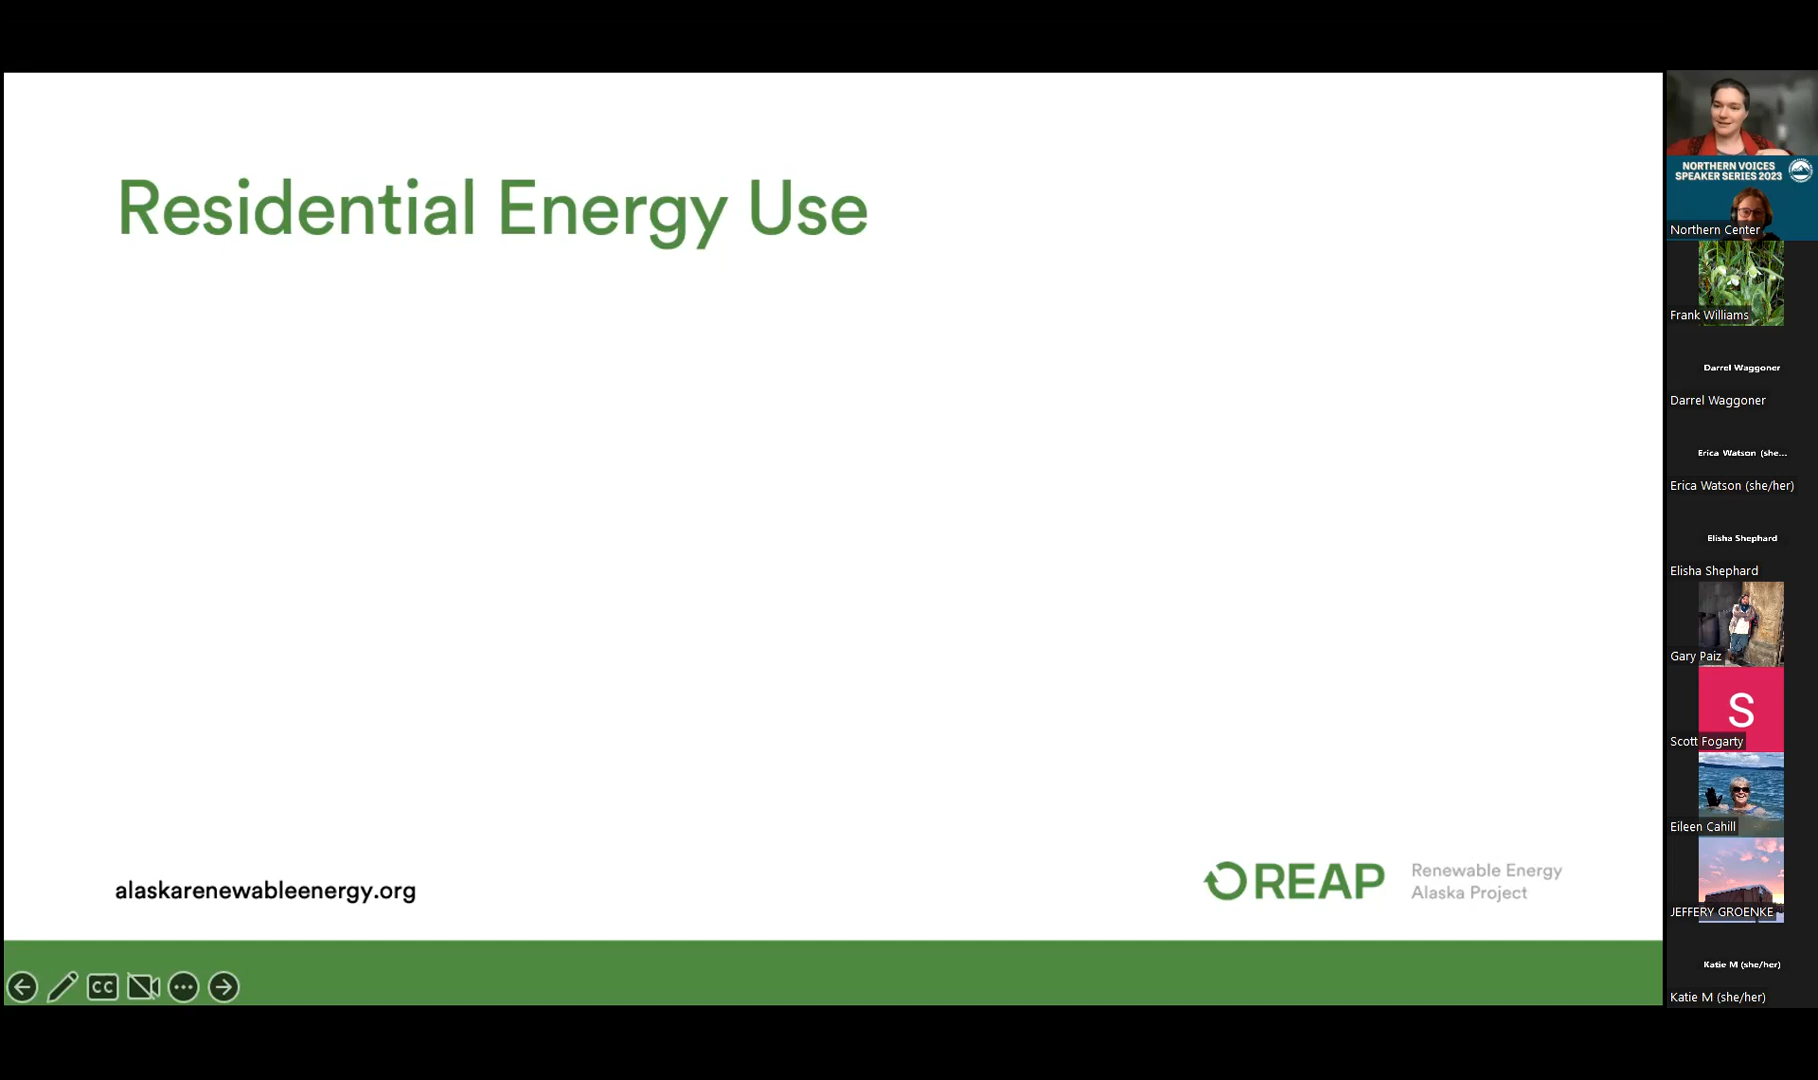 Residential Energy Use
alaskarenewableenergy.org
REAP
Renewable Energy
Alaska Project
CC
NORTHERN VOICES
SPEAKER SERIES 2023
Northern Center
Frank Williams
Darrel Waggoner
Darrel Waggoner
Erica Watson (she...
Erica Watson (she/her)
Elisha Shephard
Elisha Shephard
Gary Paiz
S
Scott Fogarty
Eileen Cahill
JEFFERY GROENKE
Katie M (she/her)
Katie M (she/her)